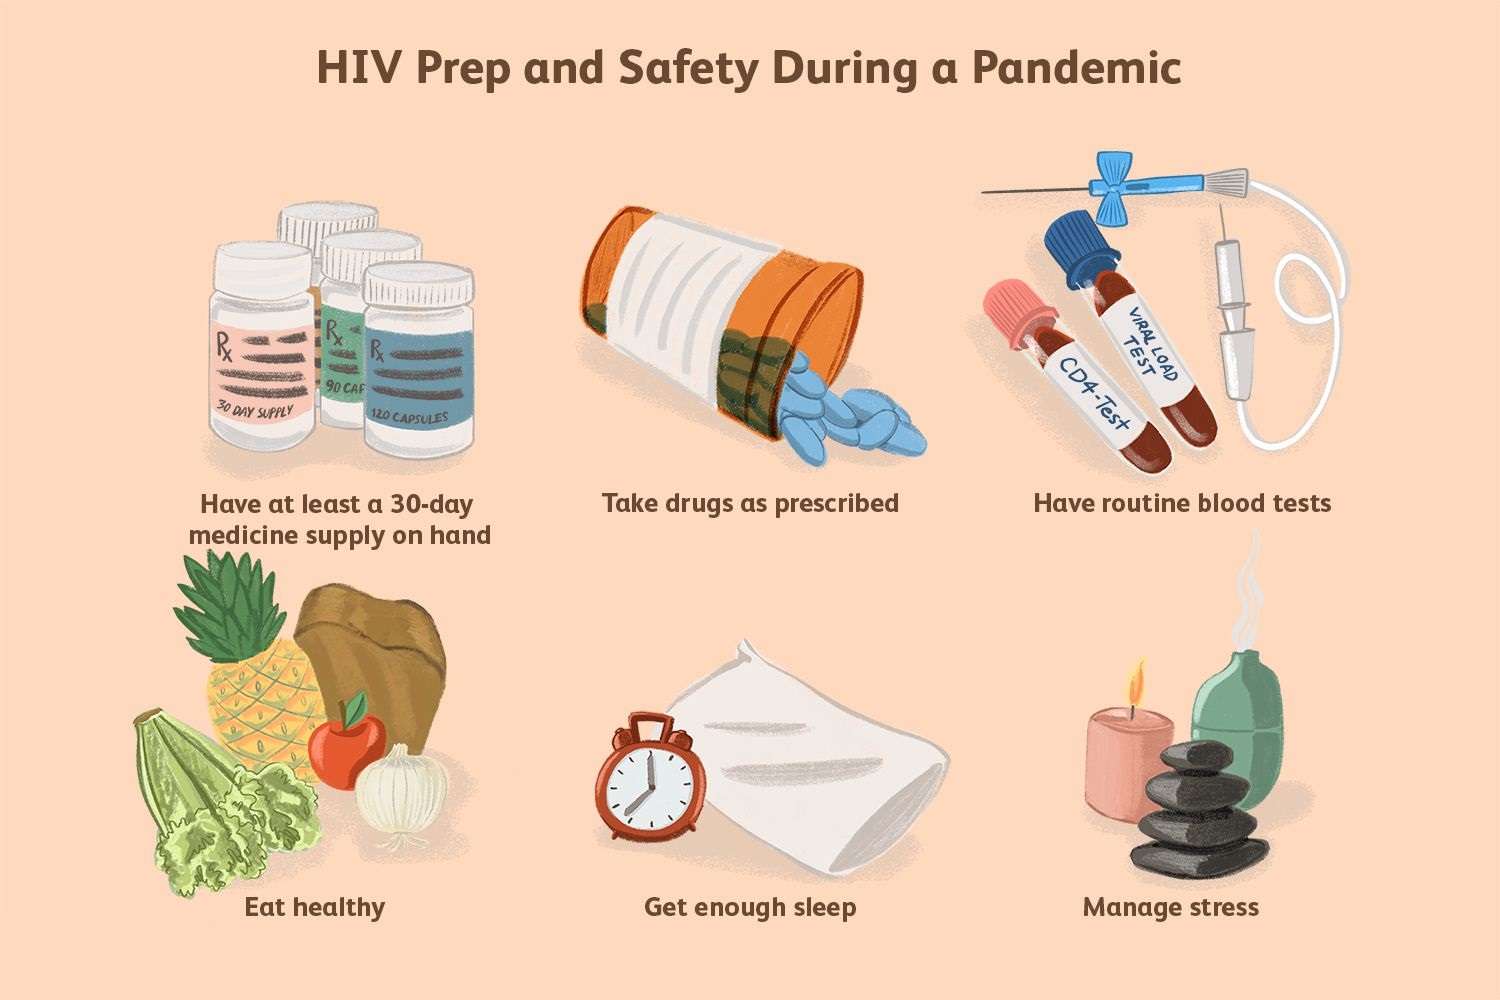 HIV Prep and Safety During a Pandemic
Rx
30 DAY SUPPLY
Rx
90 CAP
Rx
120 CAPSULES
VIRAL LOAD
TEST
CD4-Test
Have at least a 30-day
medicine supply on hand
Take drugs as prescribed
Have routine blood tests
Eat healthy
Get enough sleep
Manage stress